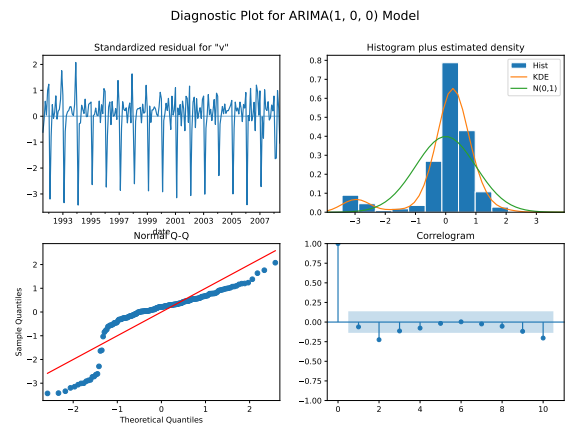 Diagnostic Plot for ARIMA(1, 0, 0) Model
Standardized residual for "v"
2
1
0
−1
−2
−3
1993 1995 1997 1999 2001 2003 2005 2007
date
Histogram plus estimated density
0.8
0.7
0.6
0.5
0.4
0.3
0.2
0.1
0.0
−3 −2 −1 0 1 2 3
Hist
KDE
N(0,1)
Normal Q-Q
Sample Quantiles
2
1
0
−1
−2
−3
−2 −1 0 1 2
Theoretical Quantiles
Correlogram
1.00
0.75
0.50
0.25
0.00
−0.25
−0.50
−0.75
−1.00
0 2 4 6 8 10